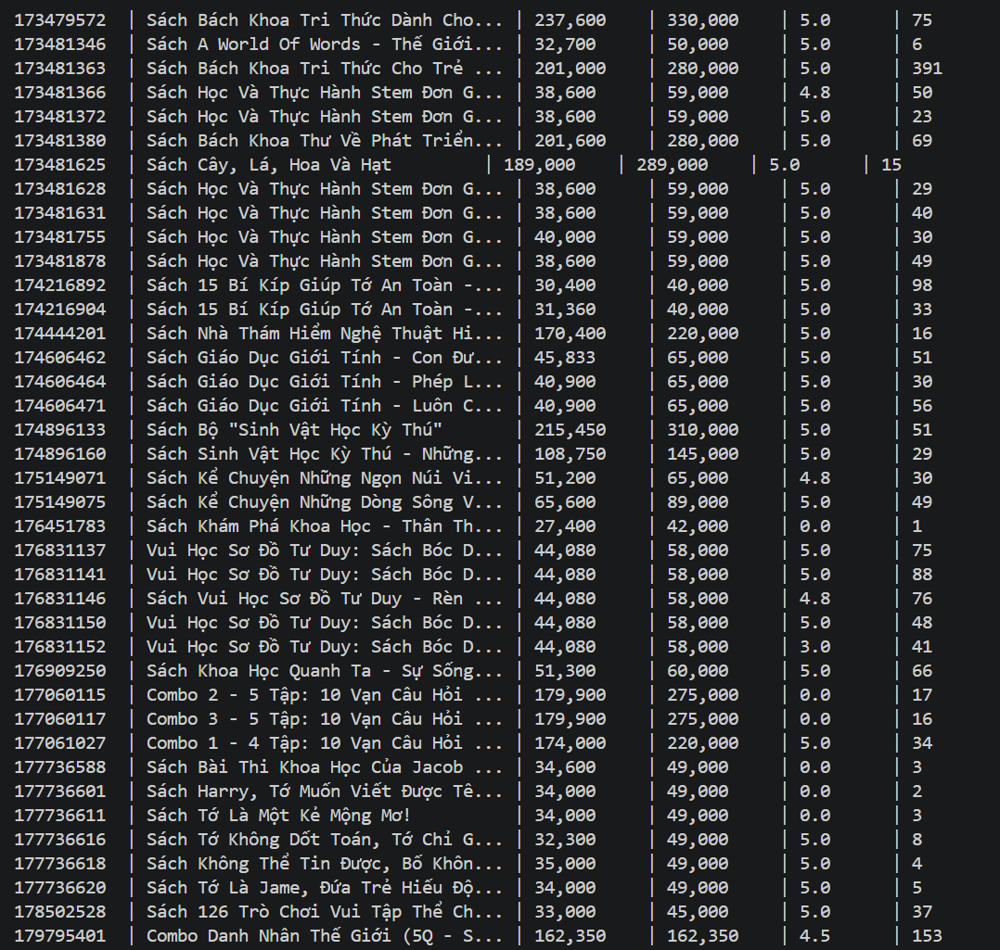 173479572 | Sách Bách Khoa Tri Thức Dành Cho... | 237,600 | 330,000 | 5.0 | 75
173481346 | Sách A World Of Words - Thế Giới... | 32,700 | 50,000 | 5.0 | 6
173481363 | Sách Bách Khoa Tri Thức Cho Trẻ ... | 201,000 | 280,000 | 5.0 | 391
173481366 | Sách Học Và Thực Hành Stem Đơn G... | 38,600 | 59,000 | 4.8 | 50
173481372 | Sách Học Và Thực Hành Stem Đơn G... | 38,600 | 59,000 | 5.0 | 23
173481380 | Sách Bách Khoa Thư Về Phát Triển... | 201,600 | 280,000 | 5.0 | 69
173481625 | Sách Cây, Lá, Hoa Và Hạt | 189,000 | 289,000 | 5.0 | 15
173481628 | Sách Học Và Thực Hành Stem Đơn G... | 38,600 | 59,000 | 5.0 | 29
173481631 | Sách Học Và Thực Hành Stem Đơn G... | 38,600 | 59,000 | 5.0 | 40
173481755 | Sách Học Và Thực Hành Stem Đơn G... | 40,000 | 59,000 | 5.0 | 30
173481878 | Sách Học Và Thực Hành Stem Đơn G... | 38,600 | 59,000 | 5.0 | 49
174216892 | Sách 15 Bí Kíp Giúp Tớ An Toàn -... | 30,400 | 40,000 | 5.0 | 98
174216904 | Sách 15 Bí Kíp Giúp Tớ An Toàn -... | 31,360 | 40,000 | 5.0 | 33
174444201 | Sách Nhà Thám Hiểm Nghệ Thuật Hi... | 170,400 | 220,000 | 5.0 | 16
174606462 | Sách Giáo Dục Giới Tính - Con Đư... | 45,833 | 65,000 | 5.0 | 51
174606464 | Sách Giáo Dục Giới Tính - Phép L... | 40,900 | 65,000 | 5.0 | 30
174606471 | Sách Giáo Dục Giới Tính - Luôn C... | 40,900 | 65,000 | 5.0 | 56
174896133 | Sách Bộ "Sinh Vật Học Kỳ Thú" | 215,450 | 310,000 | 5.0 | 51
174896160 | Sách Sinh Vật Học Kỳ Thú - Những... | 108,750 | 145,000 | 5.0 | 29
175149071 | Sách Kể Chuyện Những Ngọn Núi Vi... | 51,200 | 65,000 | 4.8 | 30
175149075 | Sách Kể Chuyện Những Dòng Sông V... | 65,600 | 89,000 | 5.0 | 49
176451783 | Sách Khám Phá Khoa Học - Thân Th... | 27,400 | 42,000 | 0.0 | 1
176831137 | Vui Học Sơ Đồ Tư Duy: Sách Bóc D... | 44,080 | 58,000 | 5.0 | 75
176831141 | Vui Học Sơ Đồ Tư Duy: Sách Bóc D... | 44,080 | 58,000 | 5.0 | 88
176831146 | Sách Vui Học Sơ Đồ Tư Duy - Rèn ... | 44,080 | 58,000 | 4.8 | 76
176831150 | Vui Học Sơ Đồ Tư Duy: Sách Bóc D... | 44,080 | 58,000 | 5.0 | 48
176831152 | Vui Học Sơ Đồ Tư Duy: Sách Bóc D... | 44,080 | 58,000 | 3.0 | 41
176909250 | Sách Khoa Học Quanh Ta - Sự Sống... | 51,300 | 60,000 | 5.0 | 66
177060115 | Combo 2 - 5 Tập: 10 Vạn Câu Hỏi ... | 179,900 | 275,000 | 0.0 | 17
177060117 | Combo 3 - 5 Tập: 10 Vạn Câu Hỏi ... | 179,900 | 275,000 | 0.0 | 16
177061027 | Combo 1 - 4 Tập: 10 Vạn Câu Hỏi ... | 174,000 | 220,000 | 5.0 | 34
177736588 | Sách Bài Thi Khoa Học Của Jacob ... | 34,600 | 49,000 | 0.0 | 3
177736601 | Sách Harry, Tớ Muốn Viết Được Tê... | 34,000 | 49,000 | 0.0 | 2
177736611 | Sách Tớ Là Một Kẻ Mộng Mơ! | 34,000 | 49,000 | 0.0 | 3
177736616 | Sách Tớ Không Dốt Toán, Tớ Chỉ G... | 32,300 | 49,000 | 5.0 | 8
177736618 | Sách Không Thể Tin Được, Bố Khôn... | 35,000 | 49,000 | 5.0 | 4
177736620 | Sách Tớ Là Jame, Đứa Trẻ Hiếu Độ... | 34,000 | 49,000 | 5.0 | 5
178502528 | Sách 126 Trò Chơi Vui Tập Thể Ch... | 33,000 | 45,000 | 5.0 | 37
179795401 | Combo Danh Nhân Thế Giới (5Q - S... | 162,350 | 162,350 | 4.5 | 153